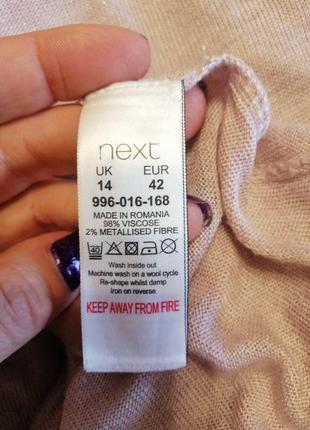 next
UK EUR
14 42
996-016-168
MADE IN ROMANIA
98% VISCOSE
2% METALLISED FIBRE
40
Wash inside out
Machine wash on a wool cycle
Re-shape whilst damp
Iron on reverse
KEEP AWAY FROM FIRE